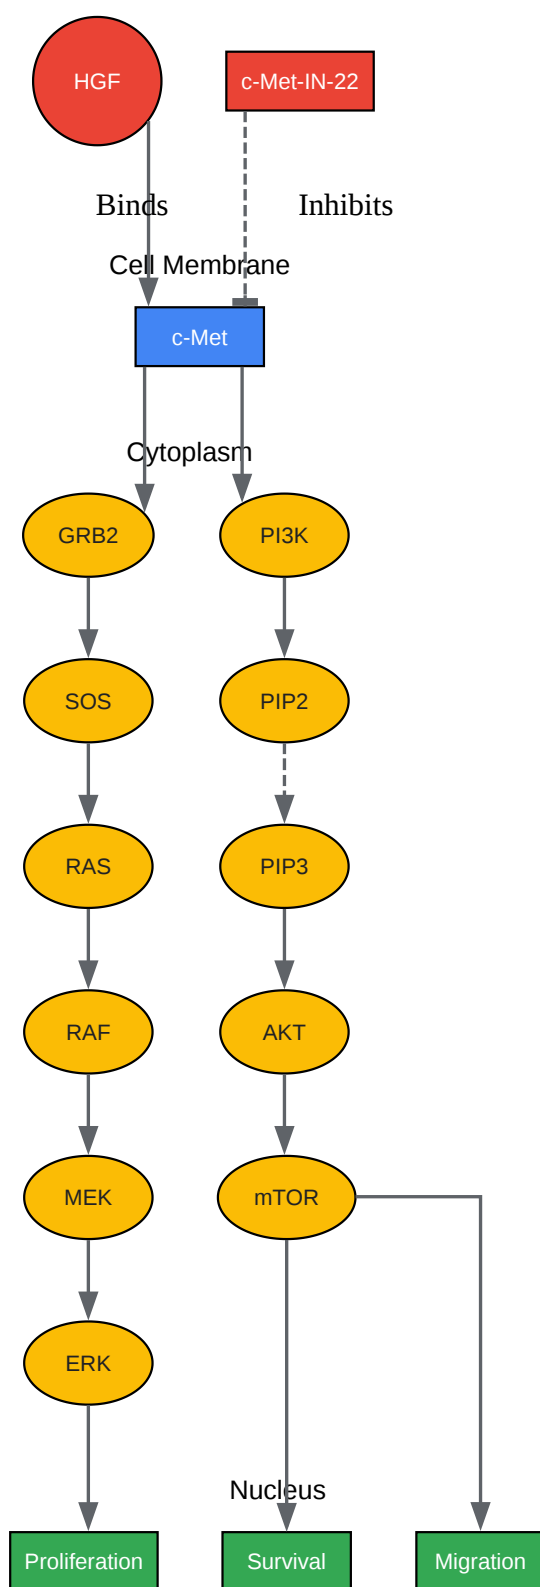 HGF
c-Met-IN-22
Binds
Inhibits
Cell Membrane
c-Met
Cytoplasm
GRB2
PI3K
SOS
PIP2
RAS
PIP3
RAF
AKT
MEK
mTOR
ERK
Nucleus
Proliferation
Survival
Migration